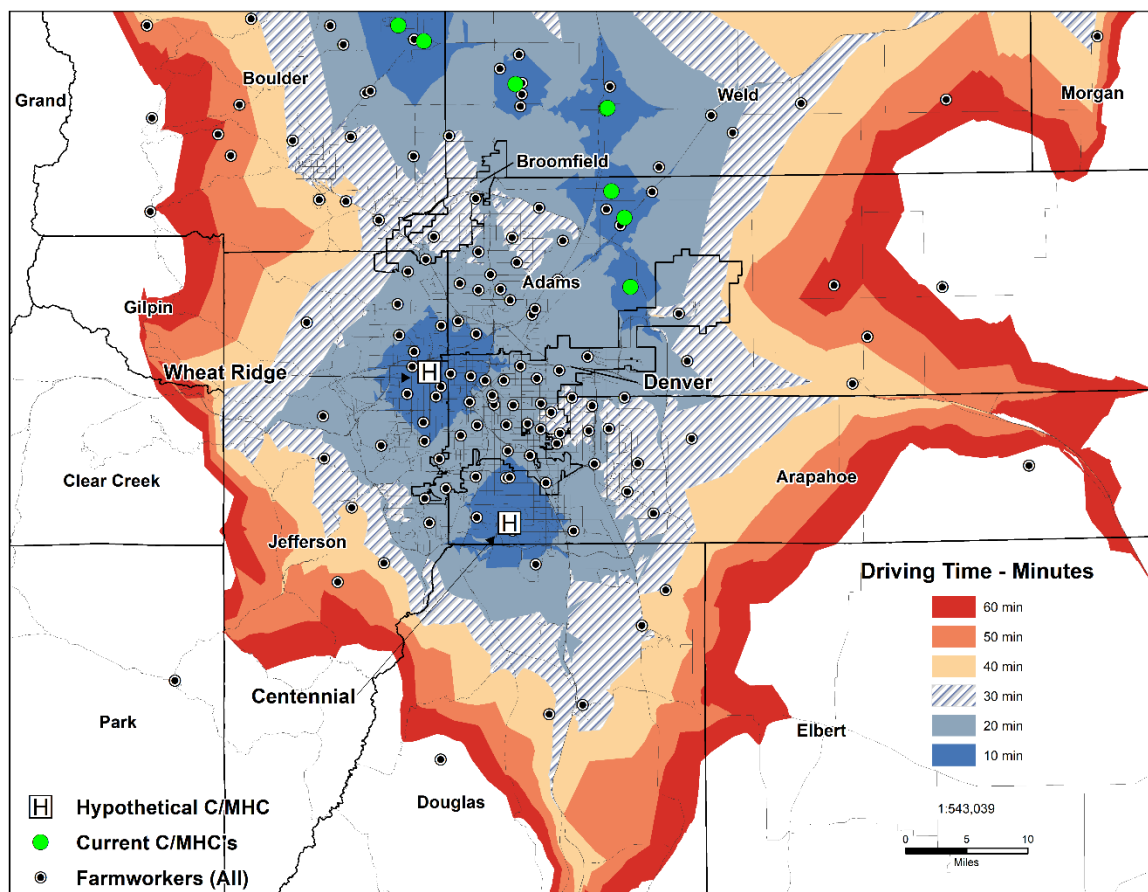 Boulder
Grand
Weld
Morgan
Broomfield
Adams
Gilpin
Wheat Ridge
H
Denver
Clear Creek
Arapahoe
H
Jefferson
Driving Time - Minutes
60 min
50 min
40 min
30 min
20 min
10 min
Centennial
Park
Elbert
Douglas
H Hypothetical C/MHC
Current C/MHC's
Farmworkers (All)
1:543,039
0 5 10
Miles